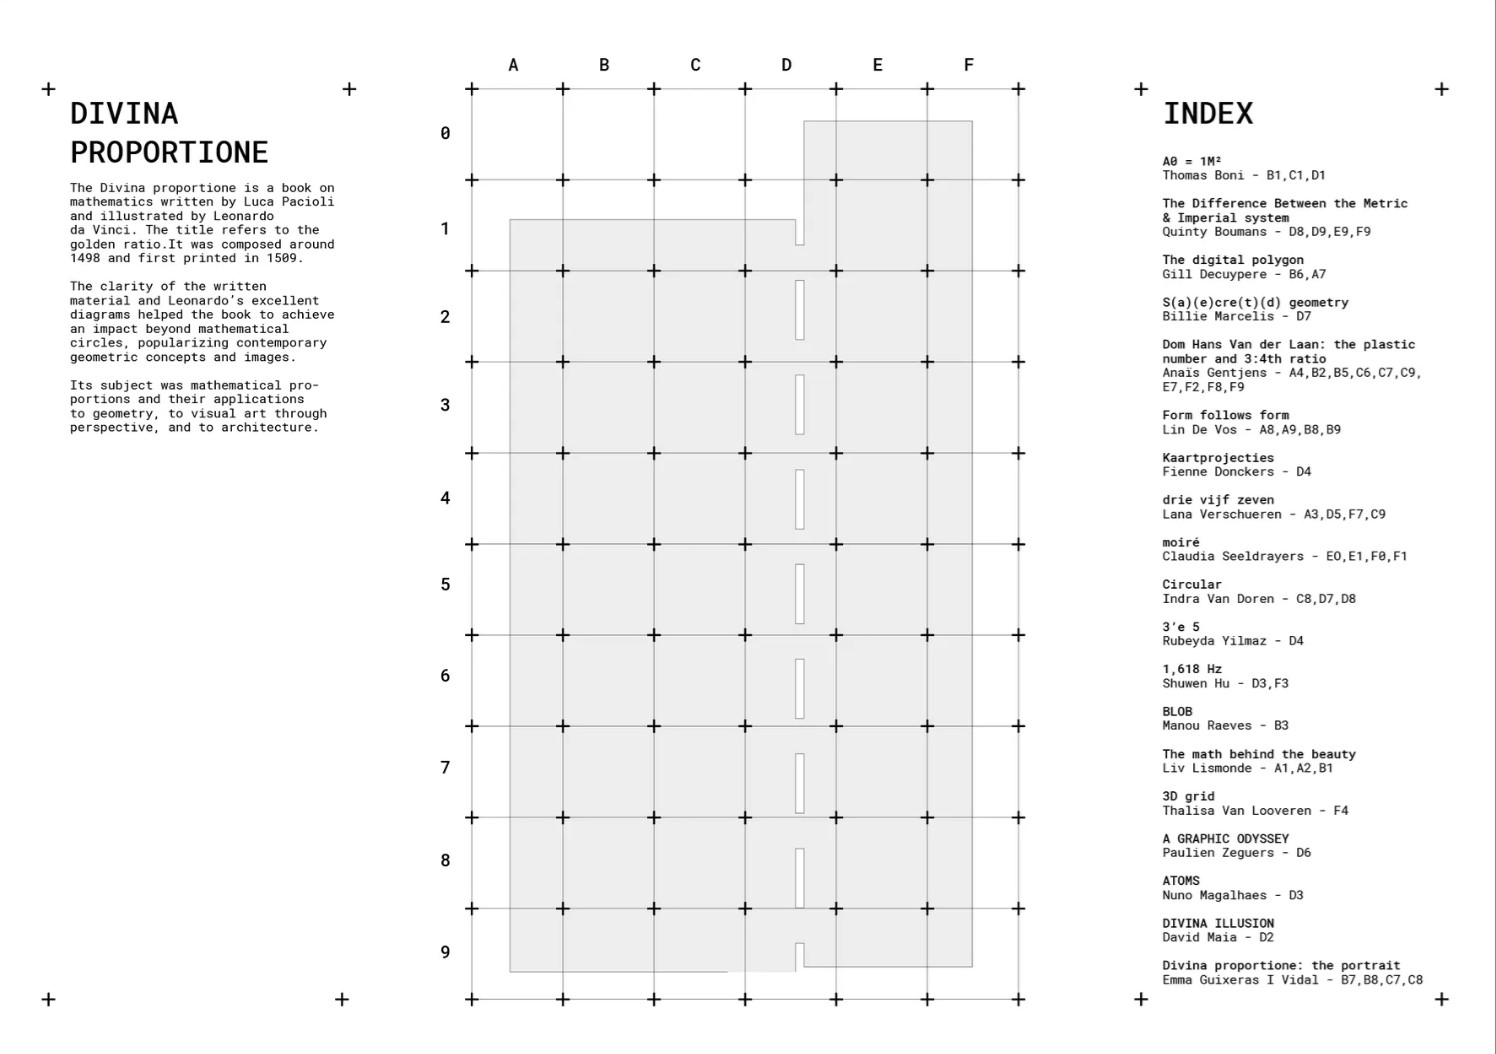 DIVINA
PROPORTIONE
The Divina proportione is a book on
mathematics written by Luca Pacioli
and illustrated by Leonardo
da Vinci. The title refers to the
golden ratio.It was composed around
1498 and first printed in 1509.
The clarity of the written
material and Leonardo’s excellent
diagrams helped the book to achieve
an impact beyond mathematical
circles, popularizing contemporary
geometric concepts and images.
Its subject was mathematical pro-
portions and their applications
to geometry, to visual art through
perspective, and to architecture.
A B C D E F
0
1
2
3
4
5
6
7
8
9
INDEX
A0 = 1M²
Thomas Boni - B1,C1,D1
The Difference Between the Metric
& Imperial system
Quinty Boumans - D8,D9,E9,F9
The digital polygon
Gill Decuypere - B6,A7
S(a)(e)cre(t)(d) geometry
Billie Marcelis - D7
Dom Hans Van der Laan: the plastic
number and 3:4th ratio
Anaïs Gentjens - A4,B2,B5,C6,C7,C9,
E7,F2,F8,F9
Form follows form
Lin De Vos - A8,A9,B8,B9
Kaartprojecties
Fienne Donckers - D4
drie vijf zeven
Lana Verschueren - A3,D5,F7,C9
moiré
Claudia Seeldrayers - EO,E1,F0,F1
Circular
Indra Van Doren - C8,D7,D8
3’e 5
Rubeyda Yilmaz - D4
1,618 Hz
Shuwen Hu - D3,F3
BLOB
Manou Raeves - B3
The math behind the beauty
Liv Lismonde - A1,A2,B1
3D grid
Thalisa Van Looveren - F4
A GRAPHIC ODYSSEY
Paulien Zeguers - D6
ATOMS
Nuno Magalhaes - D3
DIVINA ILLUSION
David Maia - D2
Divina proportione: the portrait
Emma Guixeras I Vidal - B7,B8,C7,C8